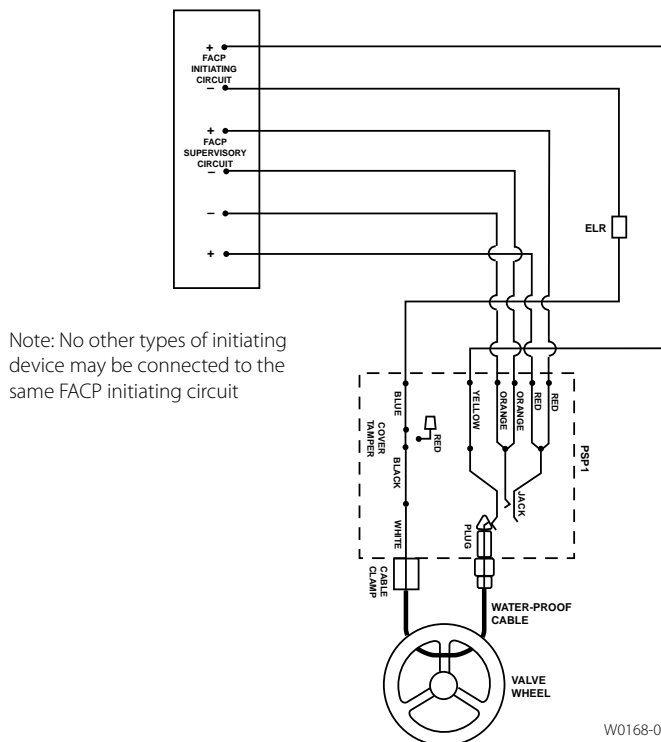 +
FACP
INITIATING
CIRCUIT
–
+
FACP
SUPERVISORY
CIRCUIT
–
–
+
ELR
Note: No other types of initiating
device may be connected to the
same FACP initiating circuit
BLUE
COVER
TAMPER
RED
BLACK
WHITE
YELLOW
ORANGE
ORANGE
RED
RED
PSP1
JACK
PLUG
CABLE
CLAMP
WATER-PROOF
CABLE
VALVE
WHEEL